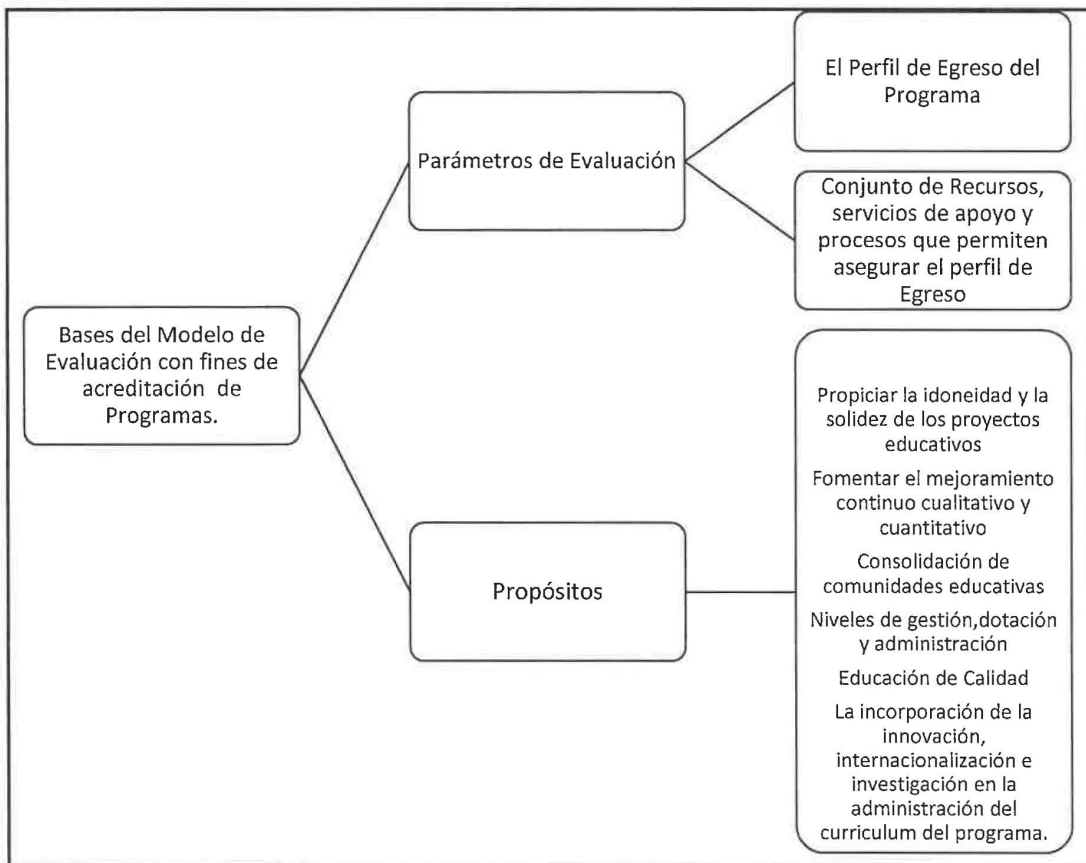 El Perfil de Egreso del
Programa
Parámetros de Evaluación
Conjunto de Recursos,
servicios de apoyo y
procesos que permiten
asegurar el perfil de
Egreso
Bases del Modelo de
Evaluación con fines de
acreditación de
Programas.
Propósitos
Propiciar la idoneidad y la
solidez de los proyectos
educativos
Fomentar el mejoramiento
continuo cualitativo y
cuantitativo
Consolidación de
comunidades educativas
Niveles de gestión,dotación
y administración
Educación de Calidad
La incorporación de la
innovación,
internacionalización e
investigación en la
administración del
curriculum del programa.